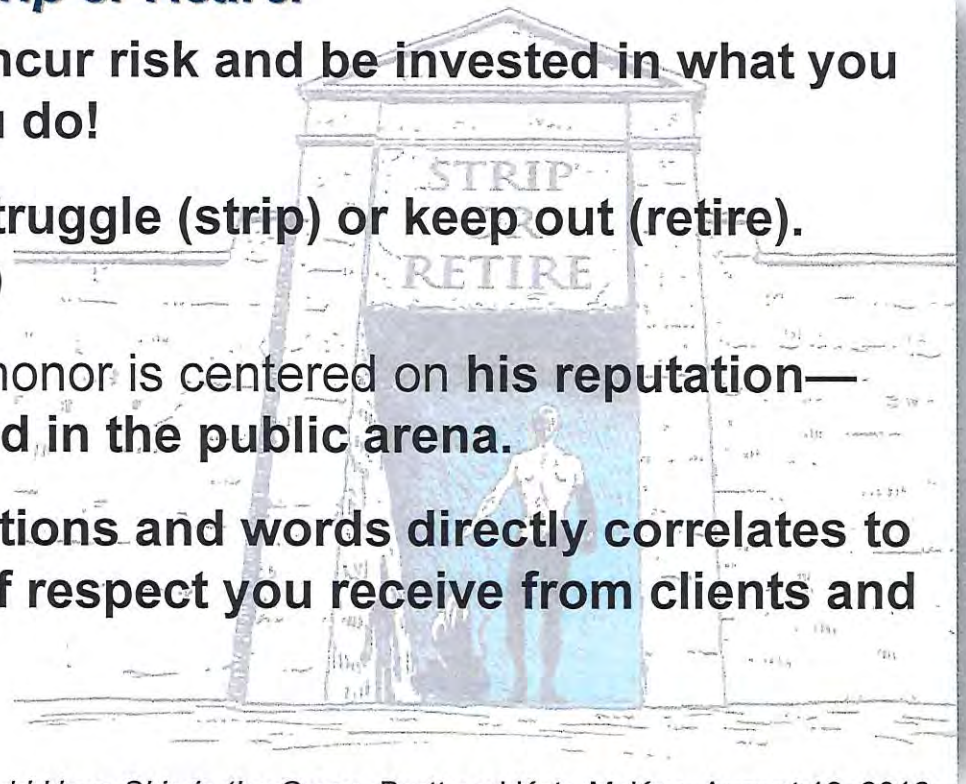 ncur risk and be invested in what you
do!
STRIP
truggle (strip) or keep out (retire).
OR
RETIRE
)
honor is centered on his reputation—
d in the public arena.
tions and words directly correlates to
f respect you receive from clients and